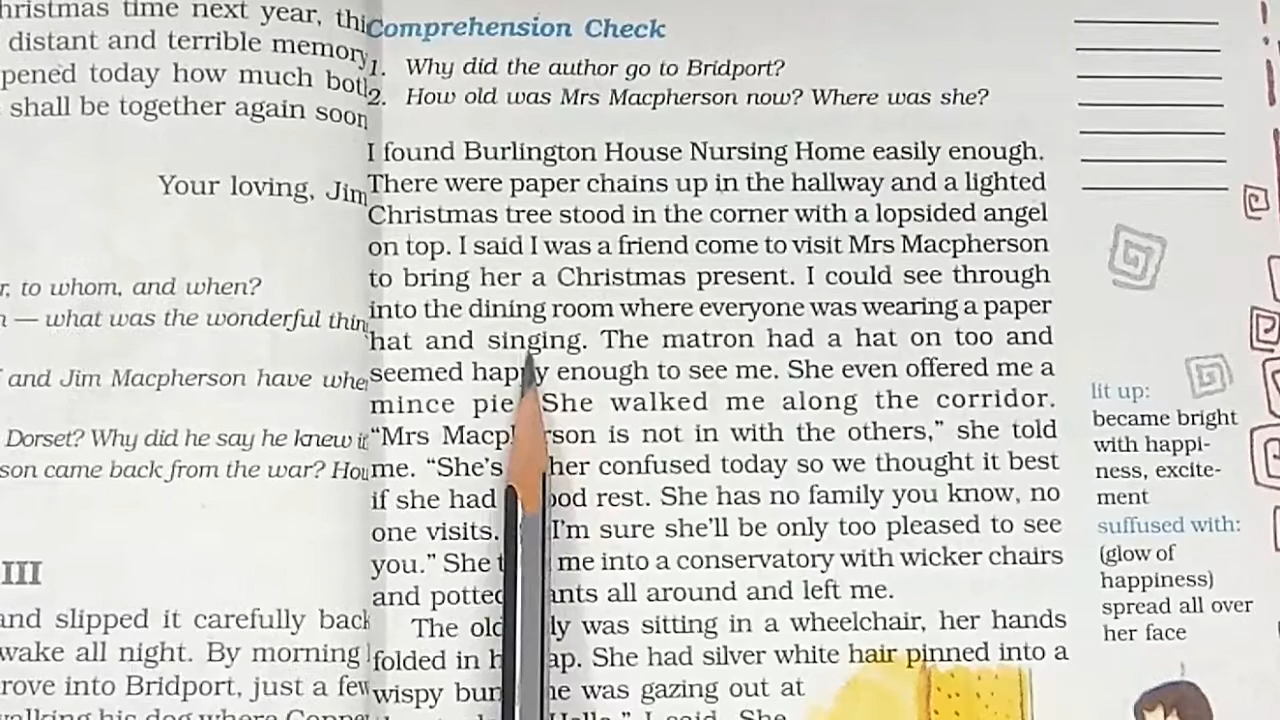 hristmas time next year, thi
distant and terrible memory
pened today how much botl
shall be together again soon
Your loving, Jim
r, to whom, and when?
— what was the wonderful thin
and Jim Macpherson have whe
Dorset? Why did he say he knew it
son came back from the war? Hou
III
and slipped it carefully back
wake all night. By morning
rove into Bridport, just a few
Comprehension Check
1. Why did the author go to Bridport?
2. How old was Mrs Macpherson now? Where was she?
I found Burlington House Nursing Home easily enough.
There were paper chains up in the hallway and a lighted
Christmas tree stood in the corner with a lopsided angel
on top. I said I was a friend come to visit Mrs Macpherson
to bring her a Christmas present. I could see through
into the dining room where everyone was wearing a paper
hat and singing. The matron had a hat on too and
seemed happy enough to see me. She even offered me a
mince pie. She walked me along the corridor.
“Mrs Macp rson is not in with the others,” she told
me. “She's her confused today so we thought it best
if she had ood rest. She has no family you know, no
one visits. I'm sure she'll be only too pleased to see
you.” She t me into a conservatory with wicker chairs
and potted ants all around and left me.
The old ly was sitting in a wheelchair, her hands
folded in h ap. She had silver white hair pinned into a
wispy bun he was gazing out at
I said. She
lit up:
became bright
with happi-
ness, excite-
ment
suffused with:
(glow of
happiness)
spread all over
her face